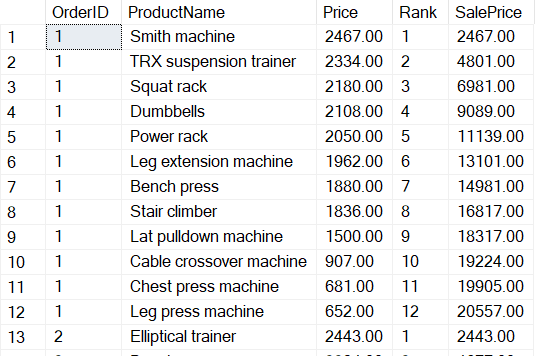 OrderID ProductName Price Rank SalePrice
1 1 Smith machine 2467.00 1 2467.00
2 1 TRX suspension trainer 2334.00 2 4801.00
3 1 Squat rack 2180.00 3 6981.00
4 1 Dumbbells 2108.00 4 9089.00
5 1 Power rack 2050.00 5 11139.00
6 1 Leg extension machine 1962.00 6 13101.00
7 1 Bench press 1880.00 7 14981.00
8 1 Stair climber 1836.00 8 16817.00
9 1 Lat pulldown machine 1500.00 9 18317.00
10 1 Cable crossover machine 907.00 10 19224.00
11 1 Chest press machine 681.00 11 19905.00
12 1 Leg press machine 652.00 12 20557.00
13 2 Elliptical trainer 2443.00 1 2443.00